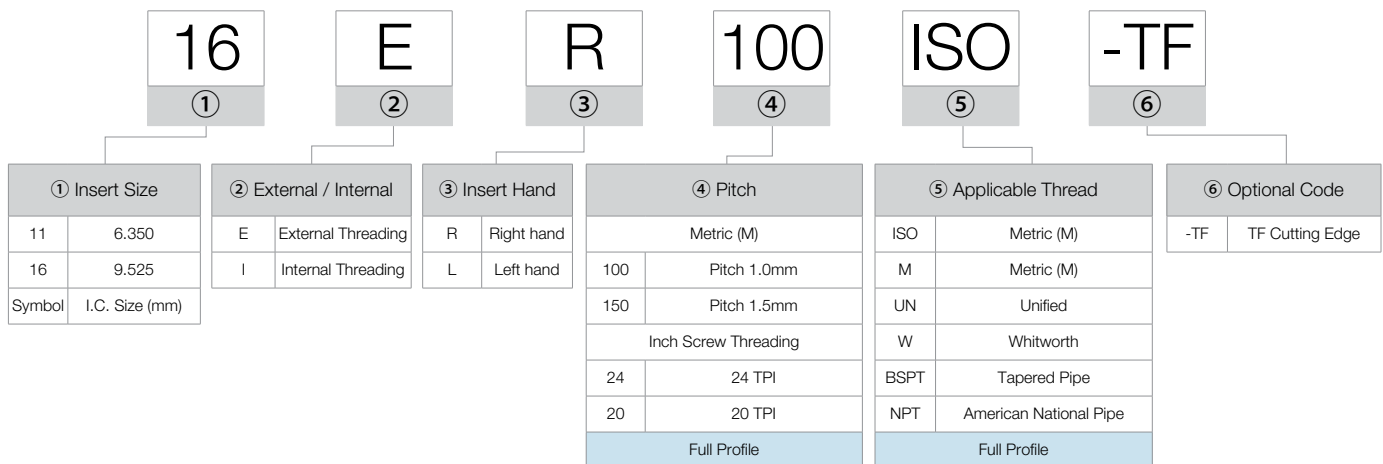 16 E R 100 ISO -TF
① ② ③ ④ ⑤ ⑥
① Insert Size
11 6.350
16 9.525
Symbol I.C. Size (mm)
② External / Internal
E External Threading
I Internal Threading
③ Insert Hand
R Right hand
L Left hand
④ Pitch
Metric (M)
100 Pitch 1.0mm
150 Pitch 1.5mm
Inch Screw Threading
24 24 TPI
20 20 TPI
Full Profile
⑤ Applicable Thread
ISO Metric (M)
M Metric (M)
UN Unified
W Whitworth
BSPT Tapered Pipe
NPT American National Pipe
Full Profile
⑥ Optional Code
-TF TF Cutting Edge